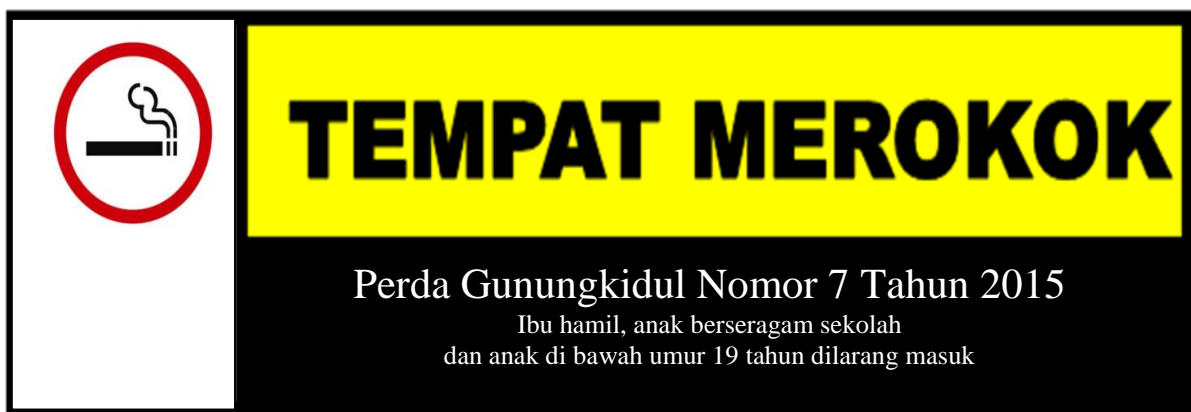 TEMPAT MEROKOK
Perda Gunungkidul Nomor 7 Tahun 2015
Ibu hamil, anak berseragam sekolah
dan anak di bawah umur 19 tahun dilarang masuk